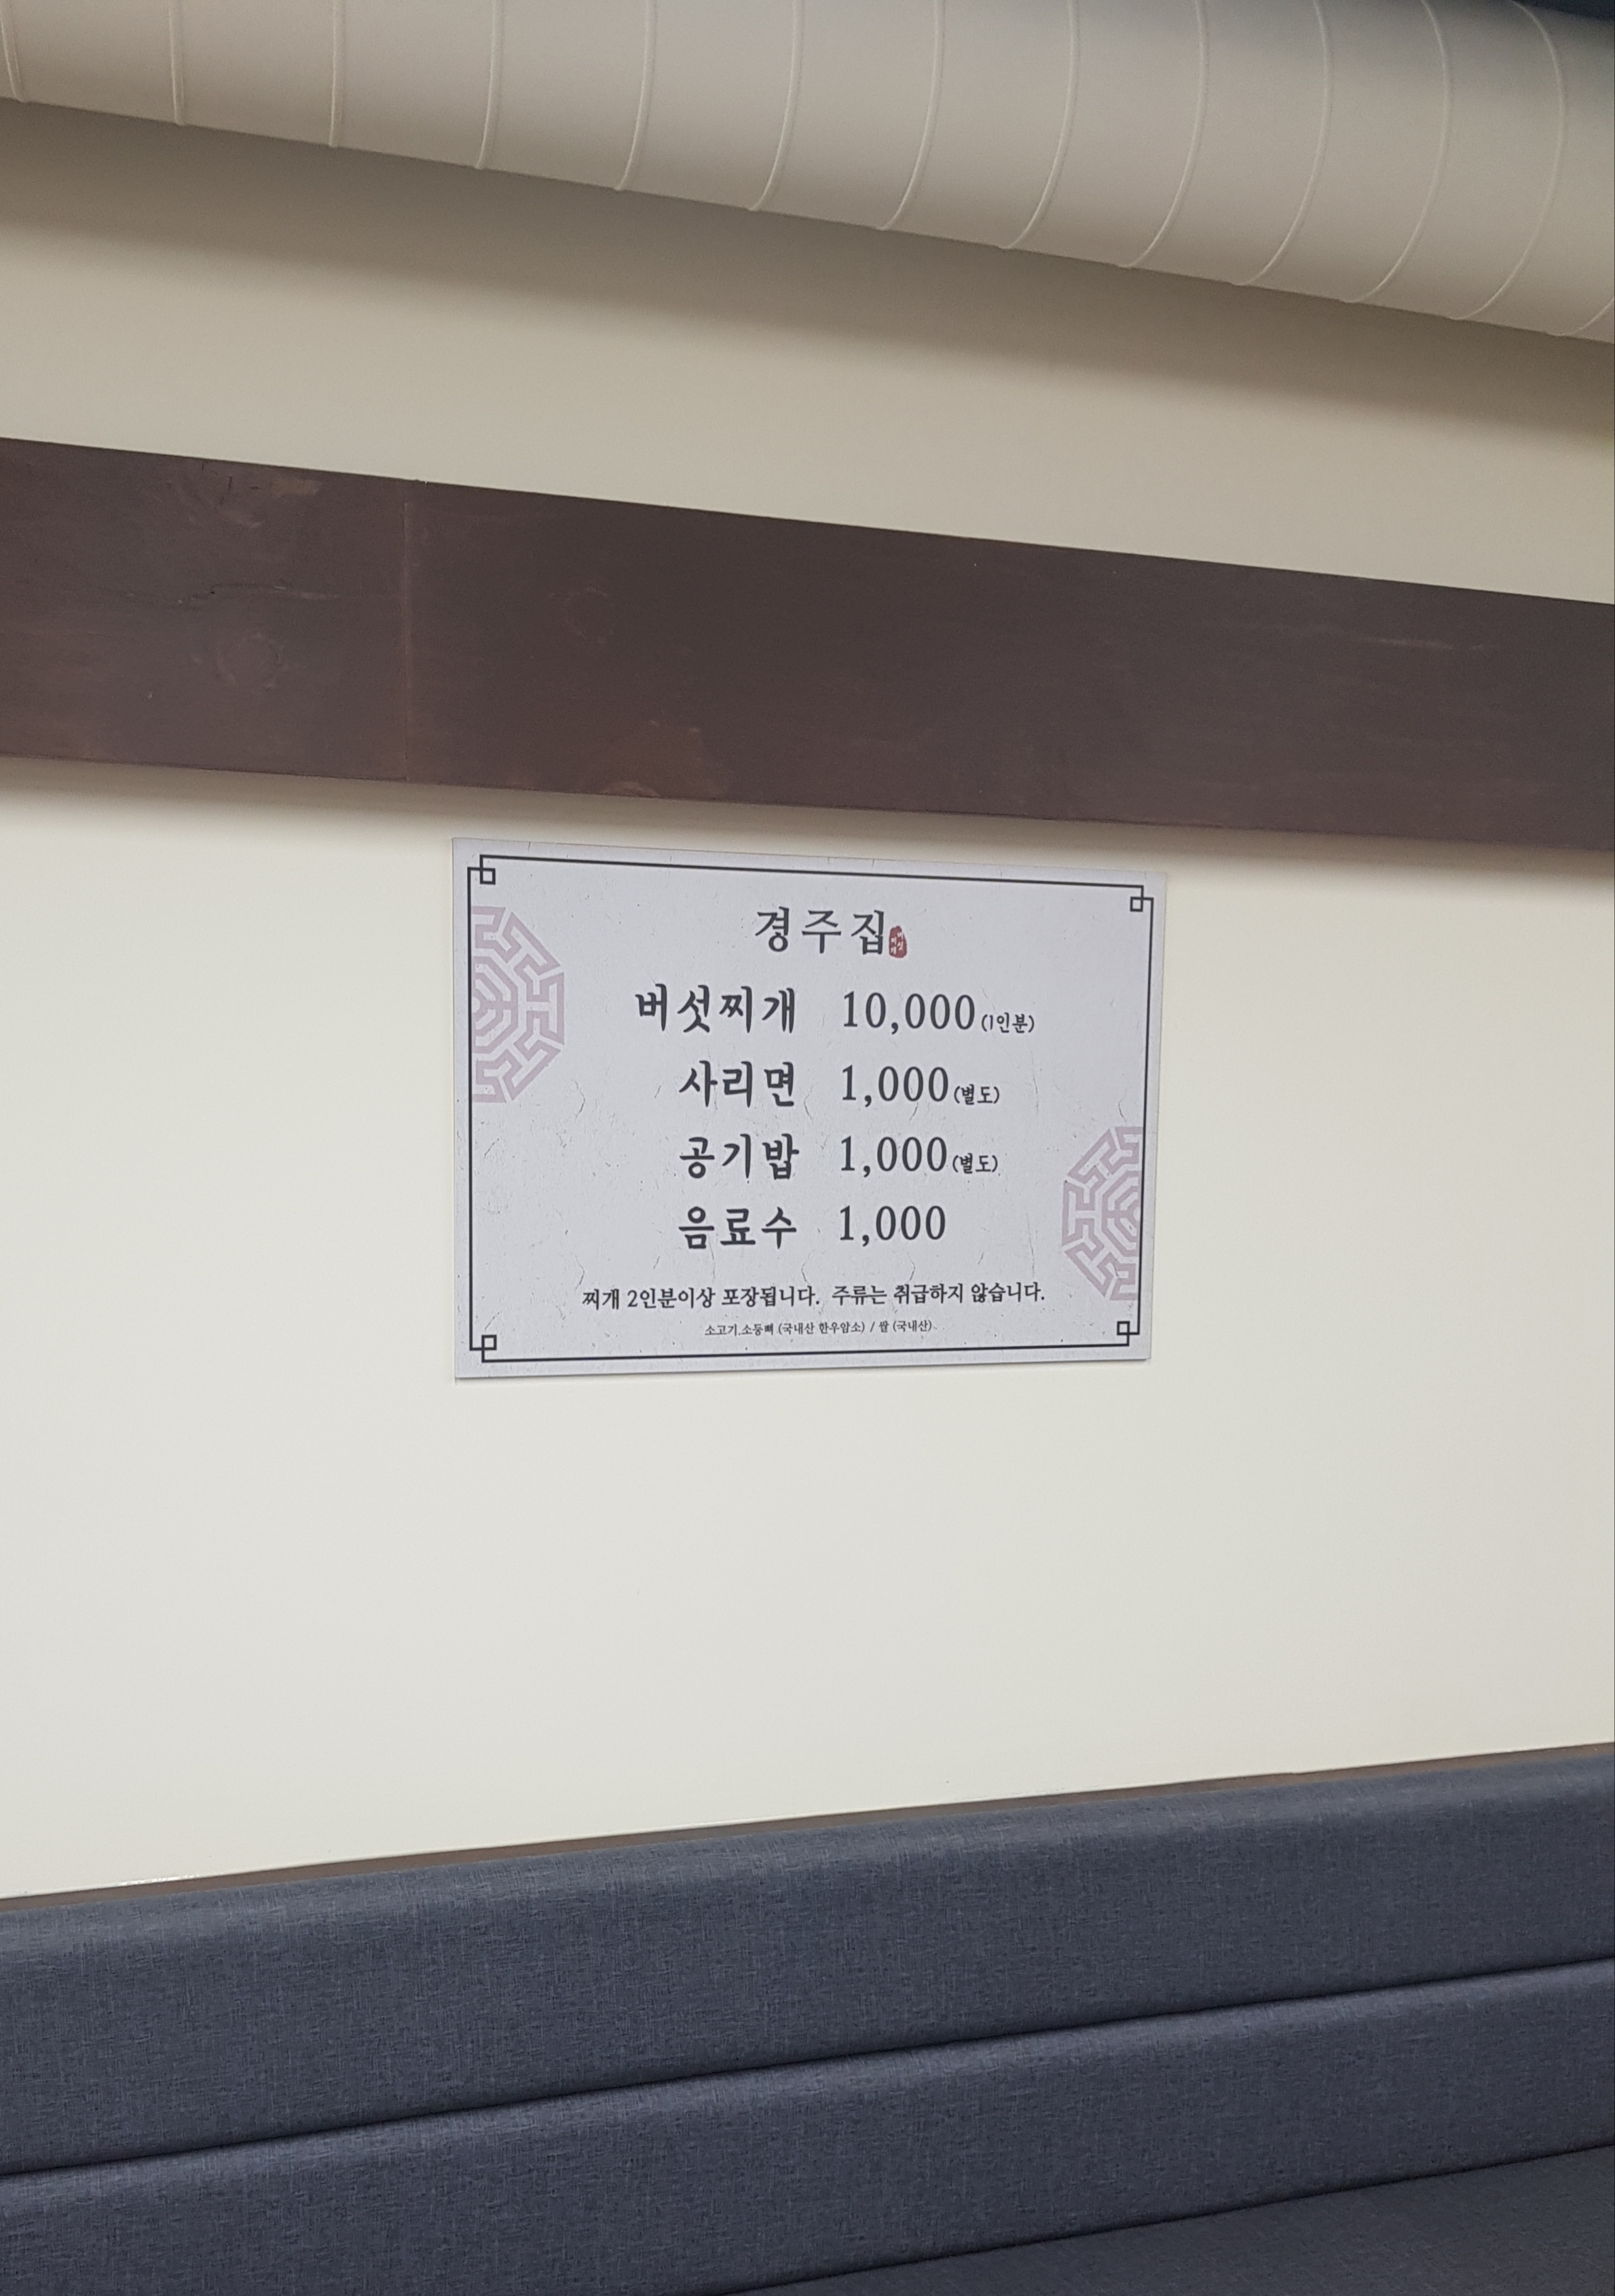 경주집
버섯찌개 10,000(1인분)
사리면 1,000(별도)
공기밥 1,000(별도)
음료수 1,000
찌개 2인분이상 포장됩니다. 주류는 취급하지 않습니다.
소고기.소등뼈 (국내산 한우암소) / 쌀 (국내산)